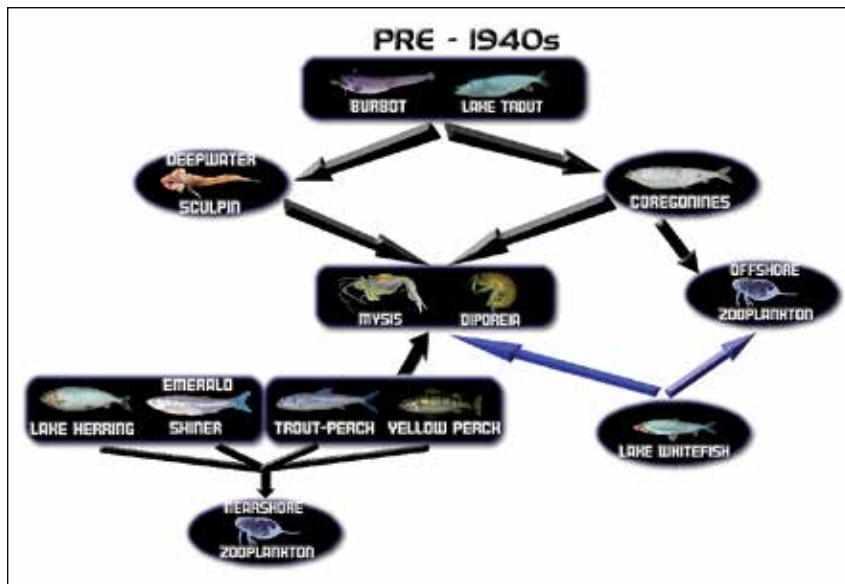 PRE - 1940s
BURBOT
LAKE TROUT
DEEPWATER
SCULPIN
COREGONINES
MYSIS
DIPOREIA
OFFSHORE
ZOOPLANKTON
LAKE HERRING
EMERALD
SHINER
TROUT-PERCH
YELLOW PERCH
LAKE WHITEFISH
NEARSHORE
ZOOPLANKTON